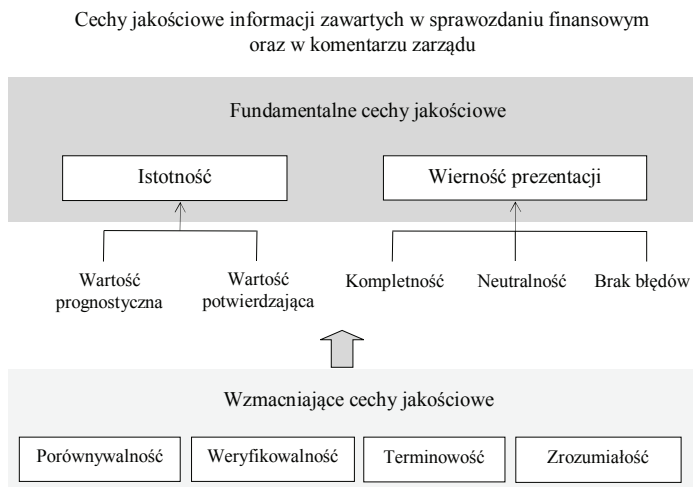 Cechy jakościowe informacji zawartych w sprawozdaniu finansowym
oraz w komentarzu zarządu
Fundamentalne cechy jakościowe
Istotność
Wierność prezentacji
Wartość
prognostyczna
Wartość
potwierdzająca
Kompletność
Neutralność
Brak błędów
Wzmacniające cechy jakościowe
Porównywalność
Weryfikowalność
Terminowość
Zrozumiałość